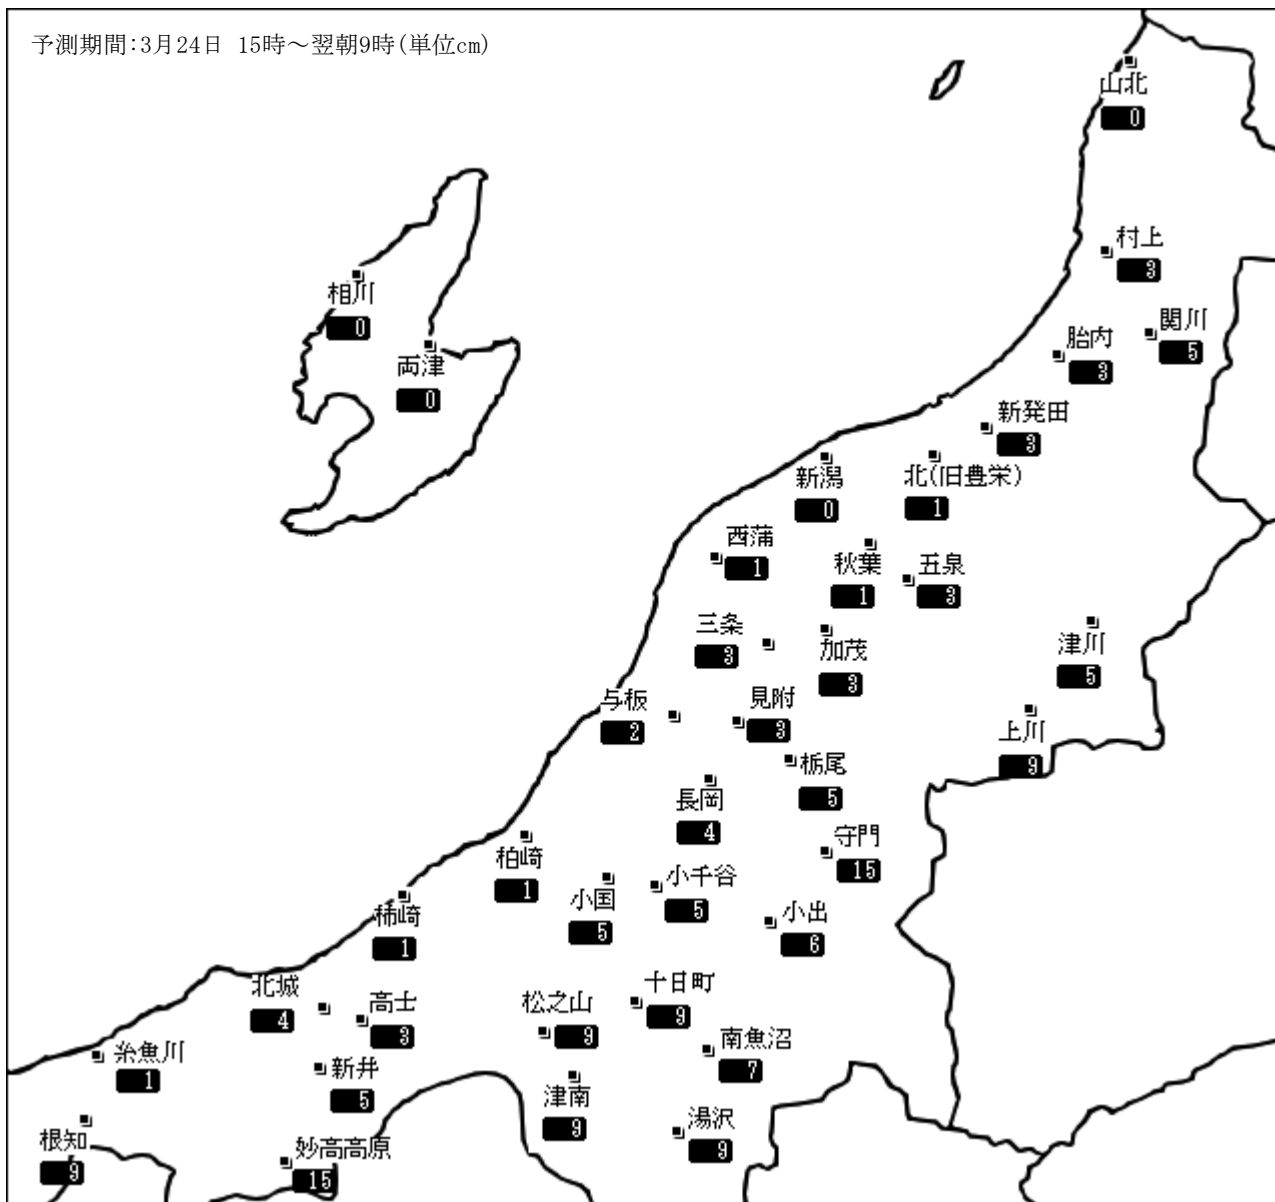 予測期間:3月24日 15時～翌朝9時(単位cm)
山北
0
村上
3
相川
0
関川
5
胎内
3
両津
0
新発田
3
新潟
0
北(旧豊栄)
1
西蒲
1
秋葉
1
五泉
3
三条
3
加茂
3
津川
5
与板
2
見附
3
上川
9
栃尾
5
長岡
4
守門
15
柏崎
1
小千谷
5
小国
5
小出
6
柿崎
1
北城
4
高士
3
松之山
9
十日町
9
南魚沼
7
糸魚川
1
新井
5
津南
9
湯沢
9
根知
9
妙高高原
15